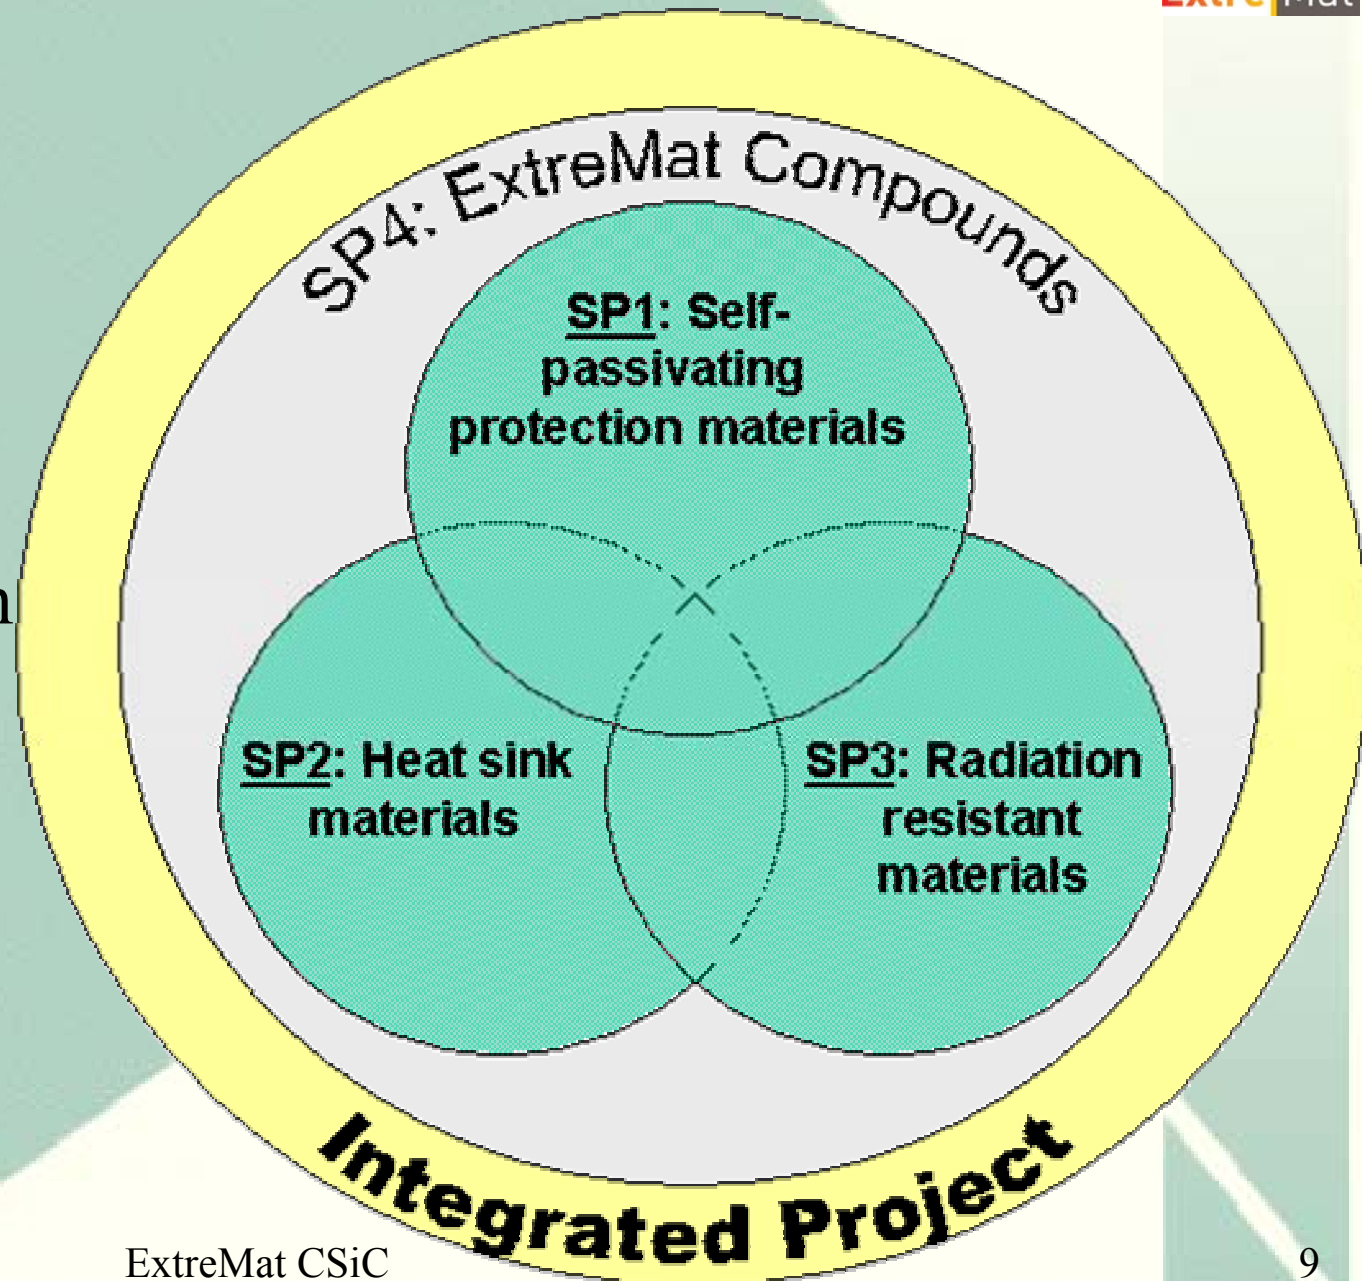 SP4: ExtreMat Compounds
SP1: Self-
passivating
protection materials
SP2: Heat sink
materials
SP3: Radiation
resistant
materials
Integrated Project
ExtreMat CSiC
9